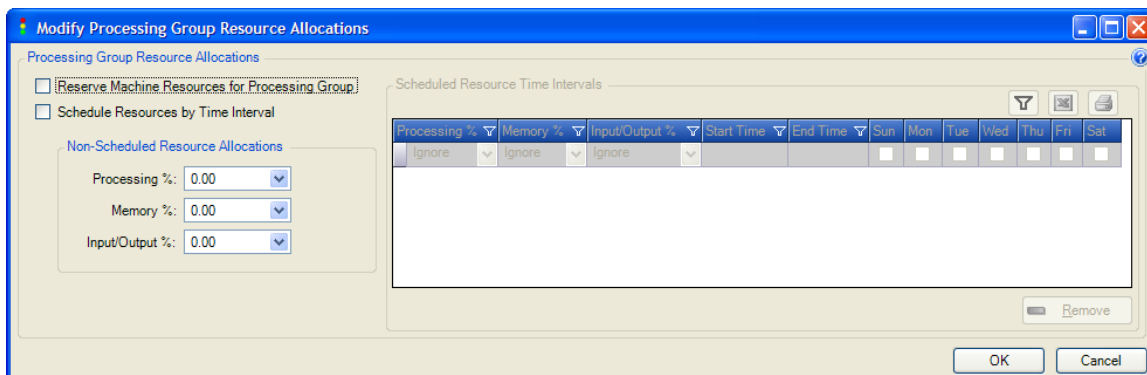 Modify Processing Group Resource Allocations
Processing Group Resource Allocations
Reserve Machine Resources for Processing Group
Schedule Resources by Time Interval
Non-Scheduled Resource Allocations
Processing %: 0.00
Memory %: 0.00
Input/Output %: 0.00
Scheduled Resource Time Intervals
Processing % Memory % Input/Output % Start Time End Time Sun Mon Tue Wed Thu Fri Sat
Ignore Ignore Ignore
Remove
OK Cancel